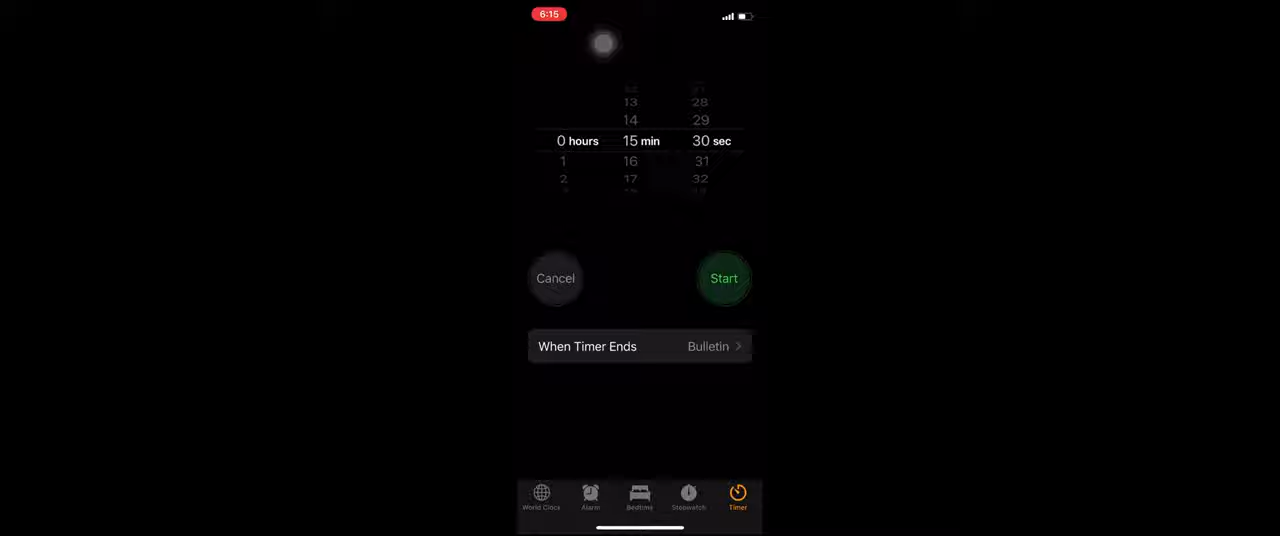 6:15
13 28
14 29
0 hours 15 min 30 sec
1 16 31
2 17 32
Cancel Start
When Timer Ends Bulletin
World Clock Alarm Bedtime Stopwatch Timer